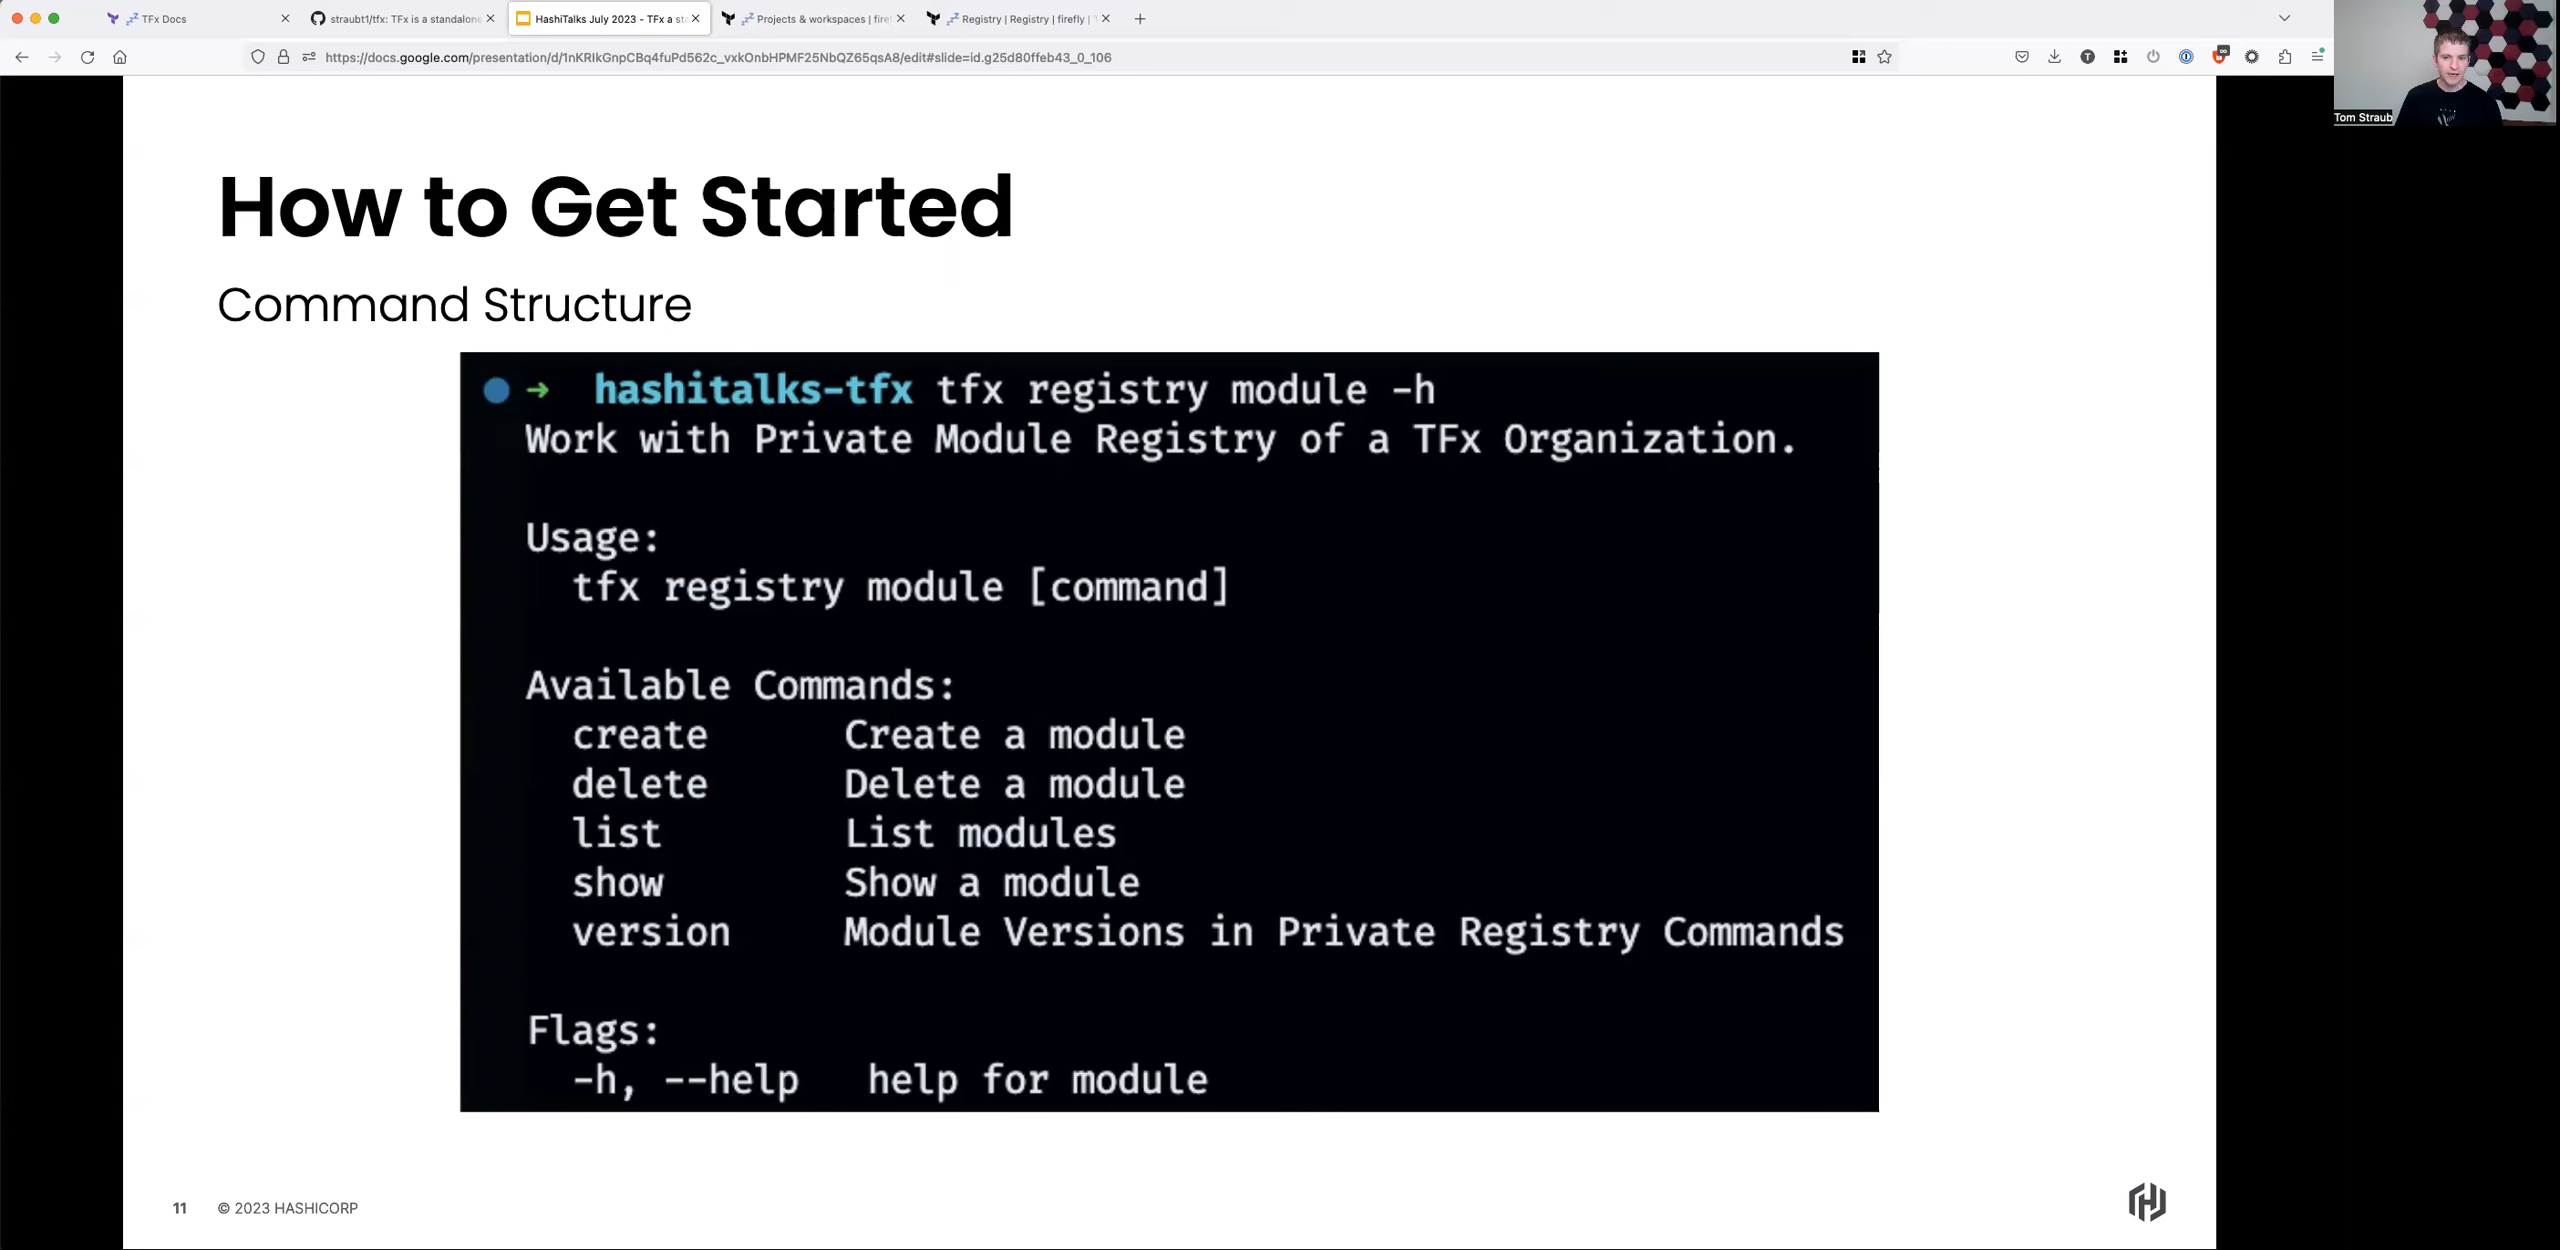 TFx Docs
straubt1/tfx: TFx is a standalone
HashiTalks July 2023 - TFx a st
Projects & workspaces | firef
Registry | Registry | firefly |
https://docs.google.com/presentation/d/1nKRIkGnpCBq4fuPd562c_vxkOnbHPMF25NbQZ65qsA8/edit#slide=id.g25d80ffeb43_0_106
Tom Straub
How to Get Started
Command Structure
➜ hashitalks-tfx tfx registry module -h
Work with Private Module Registry of a TFx Organization.
Usage:
tfx registry module [command]
Available Commands:
create Create a module
delete Delete a module
list List modules
show Show a module
version Module Versions in Private Registry Commands
Flags:
-h, --help help for module
11 © 2023 HASHICORP